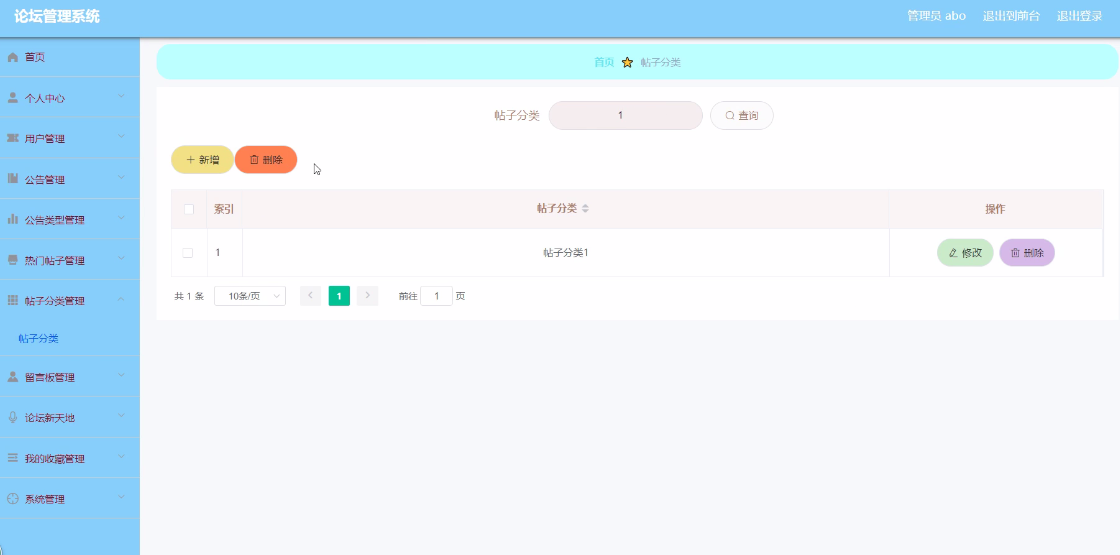 论坛管理系统
管理员 abo 退出到前台 退出登录
首页
个人中心
用户管理
公告管理
公告类型管理
热门帖子管理
帖子分类管理
帖子分类
留言板管理
论坛新天地
我的收藏管理
系统管理
首页 帖子分类
帖子分类 1 查询
新增 删除
索引 帖子分类 操作
1 帖子分类1 修改 删除
共 1 条 10条/页 1 前往 1 页